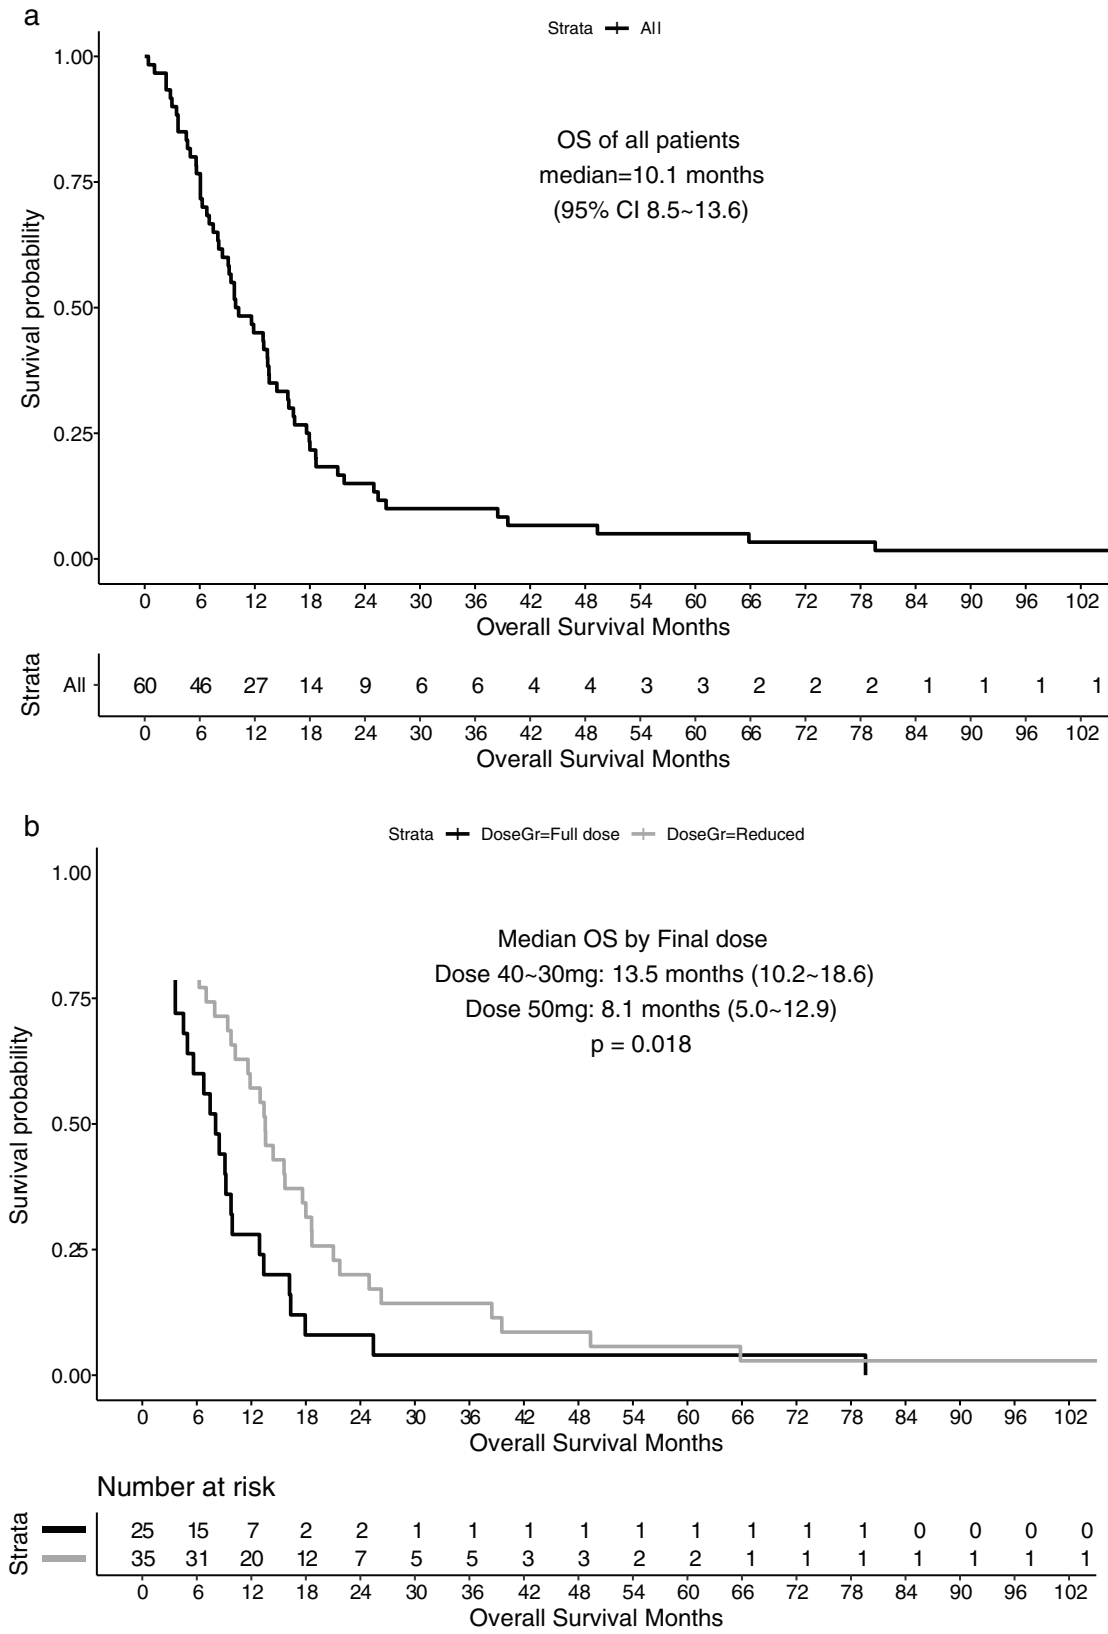 a
Strata All
1.00
0.75
0.50
0.25
0.00
Survival probability
OS of all patients
median=10.1 months
(95% CI 8.5~13.6)
0 6 12 18 24 30 36 42 48 54 60 66 72 78 84 90 96 102
Overall Survival Months
Strata
All 60 46 27 14 9 6 6 4 4 3 3 2 2 2 1 1 1 1
0 6 12 18 24 30 36 42 48 54 60 66 72 78 84 90 96 102
Overall Survival Months
b
Strata DoseGr=Full dose DoseGr=Reduced
1.00
0.75
0.50
0.25
0.00
Survival probability
Median OS by Final dose
Dose 40~30mg: 13.5 months (10.2~18.6)
Dose 50mg: 8.1 months (5.0~12.9)
p = 0.018
0 6 12 18 24 30 36 42 48 54 60 66 72 78 84 90 96 102
Overall Survival Months
Number at risk
Strata
25 15 7 2 2 1 1 1 1 1 1 1 1 1 0 0 0 0
35 31 20 12 7 5 5 3 3 2 2 1 1 1 1 1 1 1
0 6 12 18 24 30 36 42 48 54 60 66 72 78 84 90 96 102
Overall Survival Months